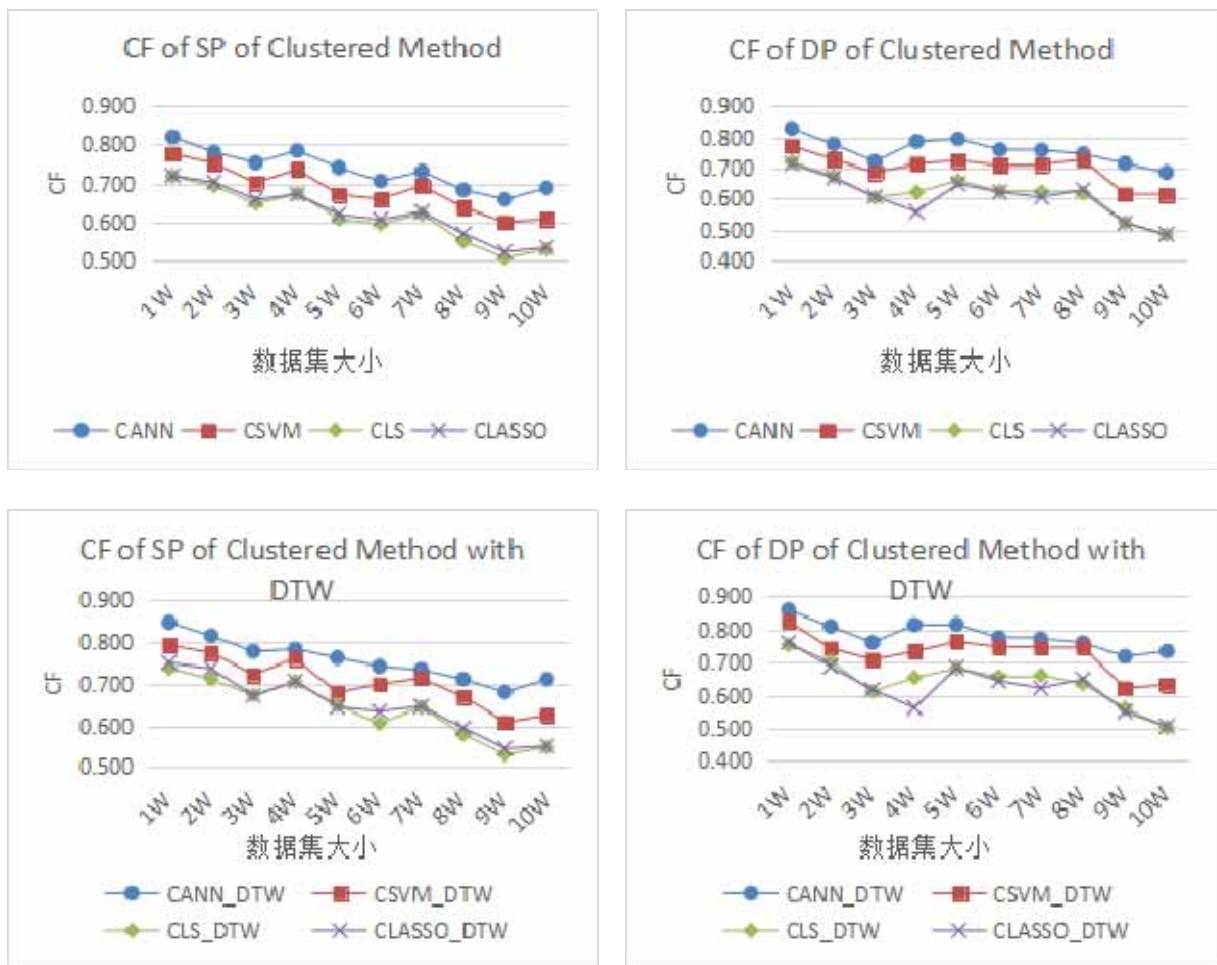 CF of SP of Clustered Method
0.900
0.800
0.700
0.600
0.500
CF
1W 2W 3W 4W 5W 6W 7W 8W 9W 10W
数据集大小
CANN CSVM CLS CLASSO
CF of DP of Clustered Method
0.900
0.800
0.700
0.600
0.500
0.400
CF
1W 2W 3W 4W 5W 6W 7W 8W 9W 10W
数据集大小
CANN CSVM CLS CLASSO
CF of SP of Clustered Method with
DTW
0.900
0.800
0.700
0.600
0.500
CF
1W 2W 3W 4W 5W 6W 7W 8W 9W 10W
数据集大小
CANN_DTW CSVM_DTW
CLS_DTW CLASSO_DTW
CF of DP of Clustered Method with
DTW
0.900
0.800
0.700
0.600
0.500
0.400
CF
1W 2W 3W 4W 5W 6W 7W 8W 9W 10W
数据集大小
CANN_DTW CSVM_DTW
CLS_DTW CLASSO_DTW